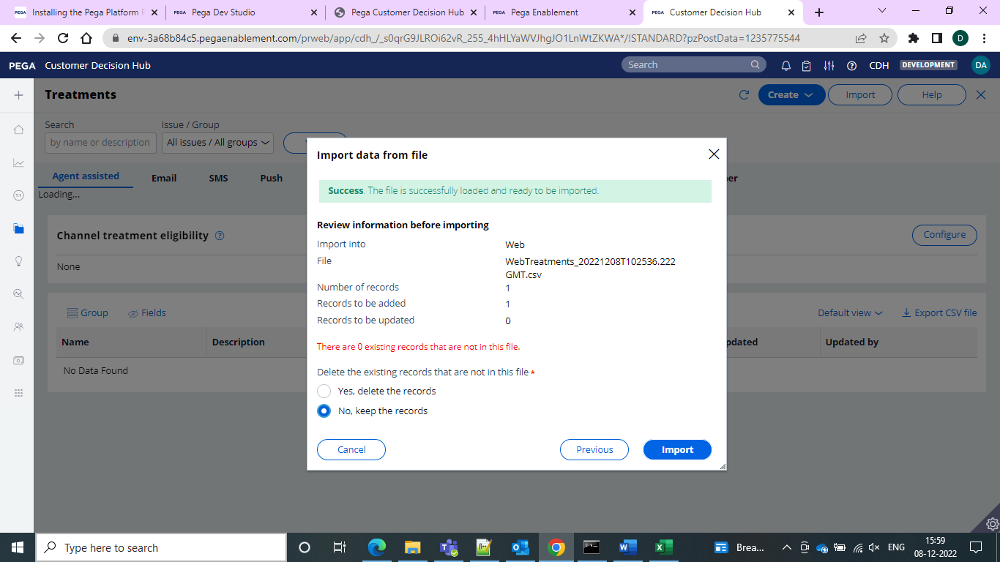 PEGA Installing the Pega Platform F
PEGA Pega Dev Studio
Pega Customer Decision Hub
PEGA Pega Enablement
PEGA Customer Decision Hub
env-3a68b84c5.pegaenablement.com/prweb/app/cdh_/_s0qrG9JLROi62vR_255_4hHLYaWVJhgJO1LnWtZKWA*/!STANDARD?pzPostData=1235775544
D
PEGA Customer Decision Hub
Search
CDH
DEVELOPMENT
DA
Treatments
Create
Import
Help
Search
Issue / Group
by name or description
All issues / All groups
Agent assisted
Email
SMS
Push
Loading...
Channel treatment eligibility
Configure
None
Group
Fields
Default view
Export CSV file
Name
Description
Updated by
No Data Found
Import data from file
Success. The file is successfully loaded and ready to be imported.
Review information before importing
Import into
Web
File
WebTreatments_20221208T102536.222
GMT.csv
Number of records
1
Records to be added
1
Records to be updated
0
There are 0 existing records that are not in this file.
Delete the existing records that are not in this file *
Yes, delete the records
No, keep the records
Cancel
Previous
Import
Type here to search
Brea...
ENG
15:59
08-12-2022